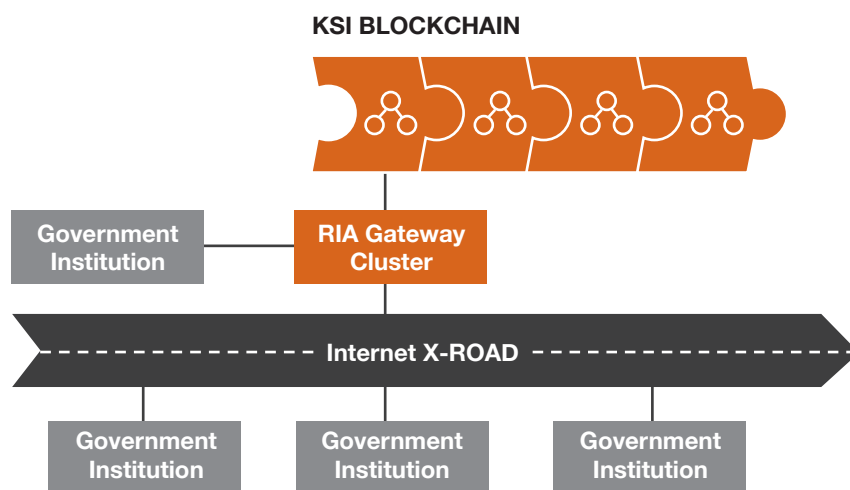 KSI BLOCKCHAIN
Government
Institution
RIA Gateway
Cluster
Internet X-ROAD
Government
Institution
Government
Institution
Government
Institution